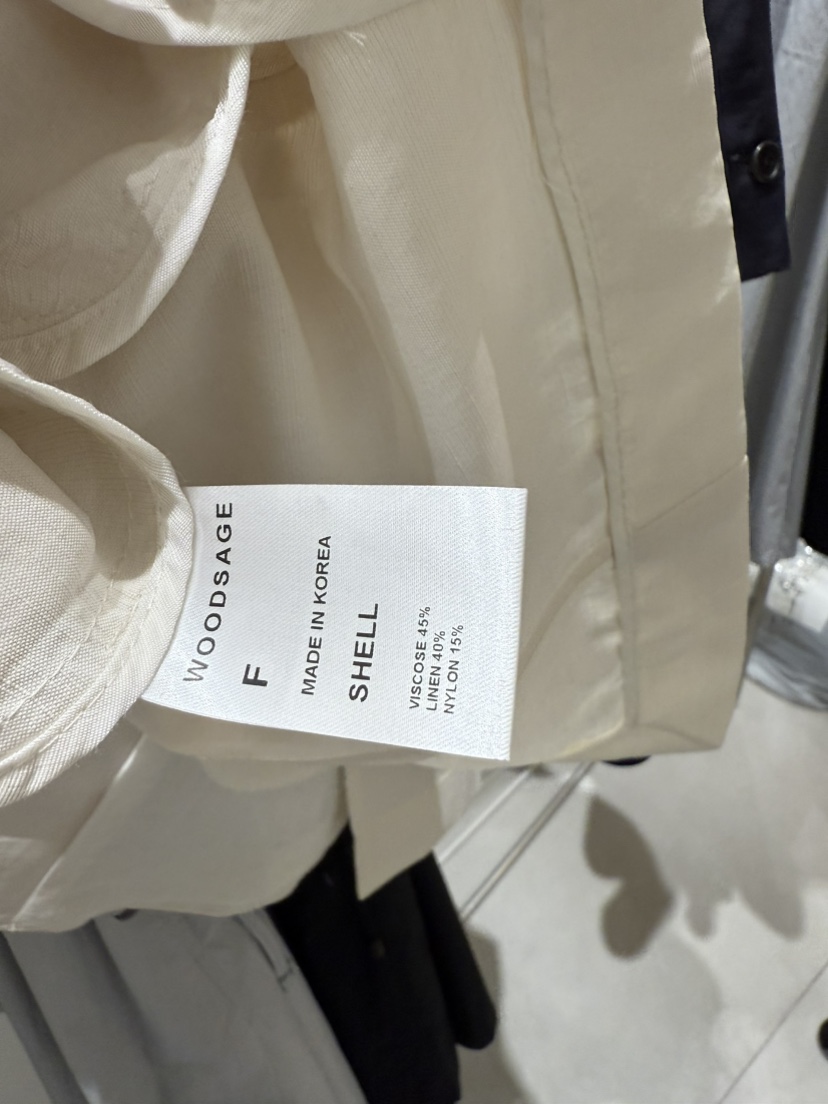 WOODSAGE
F
MADE IN KOREA
SHELL
VISCOSE 45%
LINEN 40%
NYLON 15%